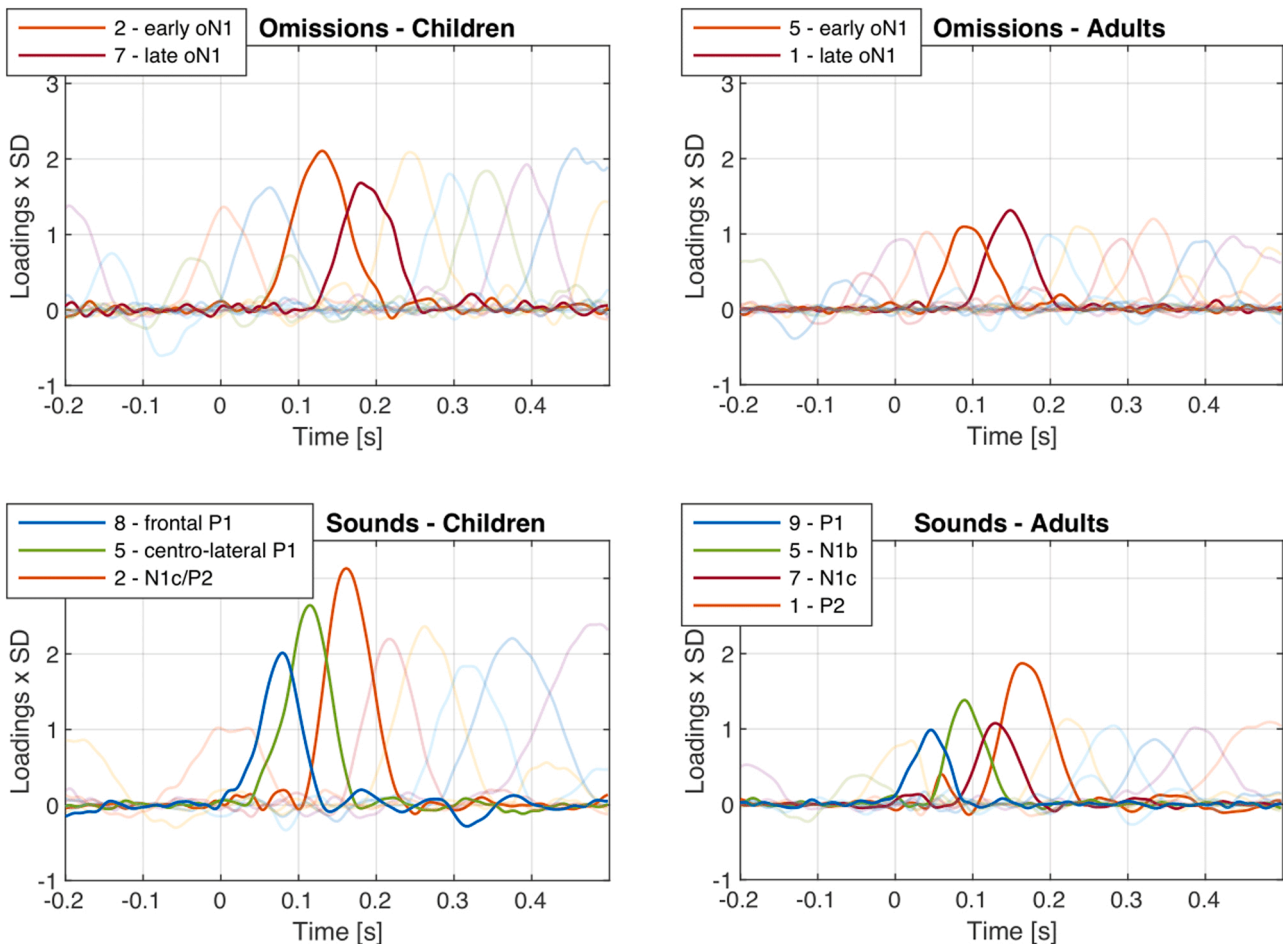 2 - early oN1
7 - late oN1
Omissions - Children
3
2
1
0
-1
Loadings x SD
-0.2 -0.1 0 0.1 0.2 0.3 0.4
Time [s]
5 - early oN1
1 - late oN1
Omissions - Adults
3
2
1
0
-1
Loadings x SD
-0.2 -0.1 0 0.1 0.2 0.3 0.4
Time [s]
8 - frontal P1
5 - centro-lateral P1
2 - N1c/P2
Sounds - Children
2
1
0
-1
Loadings x SD
-0.2 -0.1 0 0.1 0.2 0.3 0.4
Time [s]
9 - P1
5 - N1b
7 - N1c
1 - P2
Sounds - Adults
2
1
0
-1
Loadings x SD
-0.2 -0.1 0 0.1 0.2 0.3 0.4
Time [s]